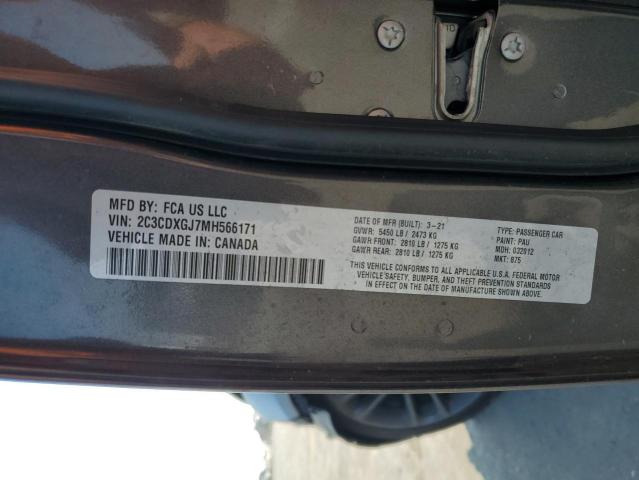 MFD BY: FCA US LLC
VIN: 2C3CDXGJ7MH566171
VEHICLE MADE IN: CANADA
DATE OF MFR (BUILT): 3-21
GVWR: 5450 LB / 2473 KG
GAWR FRONT: 2810 LB / 1275 KG
GAWR REAR: 2810 LB / 1275 KG
TYPE: PASSENGER CAR
PAINT: PAU
MDH: 032912
MKT: 875
THIS VEHICLE CONFORMS TO ALL APPLICABLE U.S.A. FEDERAL MOTOR
VEHICLE SAFETY, BUMPER, AND THEFT PREVENTION STANDARDS
IN EFFECT ON THE DATE OF MANUFACTURE SHOWN ABOVE.